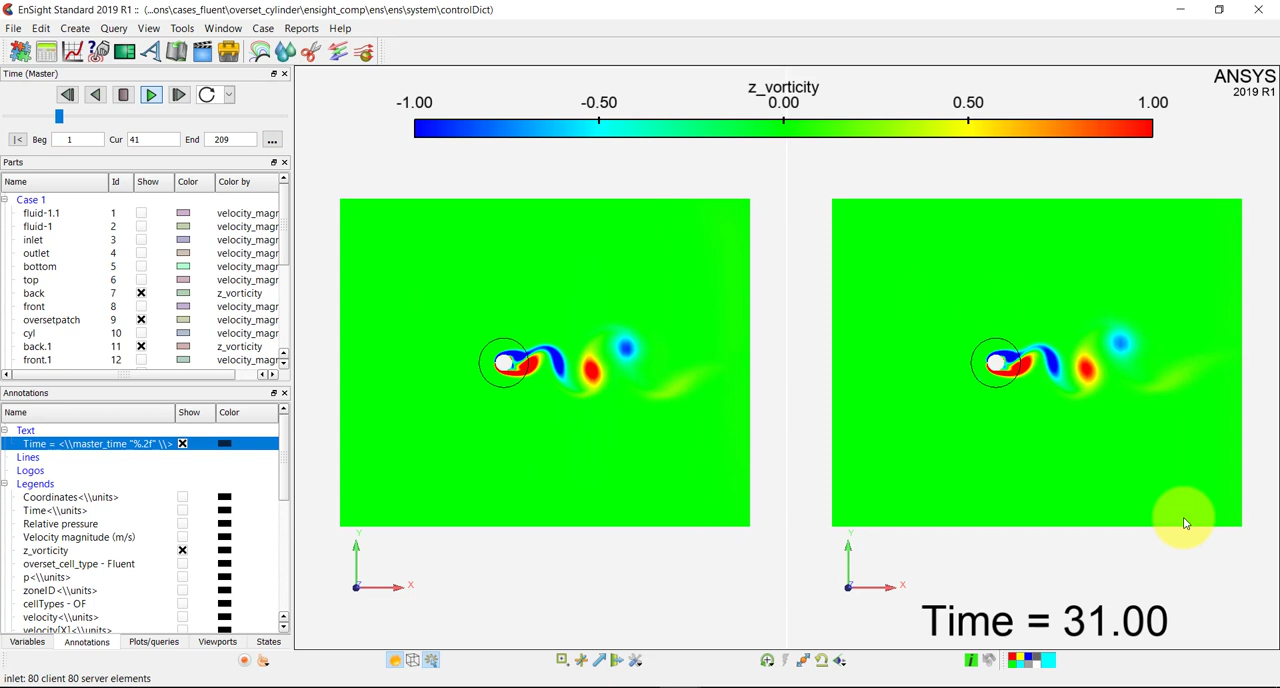 EnSight Standard 2019 R1 :: (...ons\cases_fluent\overset_cylinder\ensight_comp\ens\ens\system\controlDict)
File Edit Create Query View Tools Window Case Reports Help
Time (Master)
Beg 1 Cur 41 End 209 ...
Parts
Name Id Show Color Color by
Case 1
fluid-1.1 1 velocity_magr
fluid-1 2 velocity_magr
inlet 3 velocity_magr
outlet 4 velocity_magr
bottom 5 velocity_magr
top 6 velocity_magr
back 7 z_vorticity
front 8 velocity_magr
oversetpatch 9 velocity_magr
cyl 10 velocity_magr
back.1 11 z_vorticity
front.1 12 velocity_magr
Annotations
Name Show Color
Text
Time = <\\master_time "%.2f" \\>
Lines
Logos
Legends
Coordinates<\\units>
Time<\\units>
Relative pressure
Velocity magnitude (m/s)
z_vorticity
overset_cell_type - Fluent
p<\\units>
zoneID<\\units>
cellTypes - OF
velocity<\\units>
velocity[X]<\\units>
Variables Annotations Plots/queries Viewports States
inlet: 80 client 80 server elements
z_vorticity
-1.00 -0.50 0.00 0.50 1.00
ANSYS
2019 R1
Y
X
Z
Y
X
Z
Time = 31.00